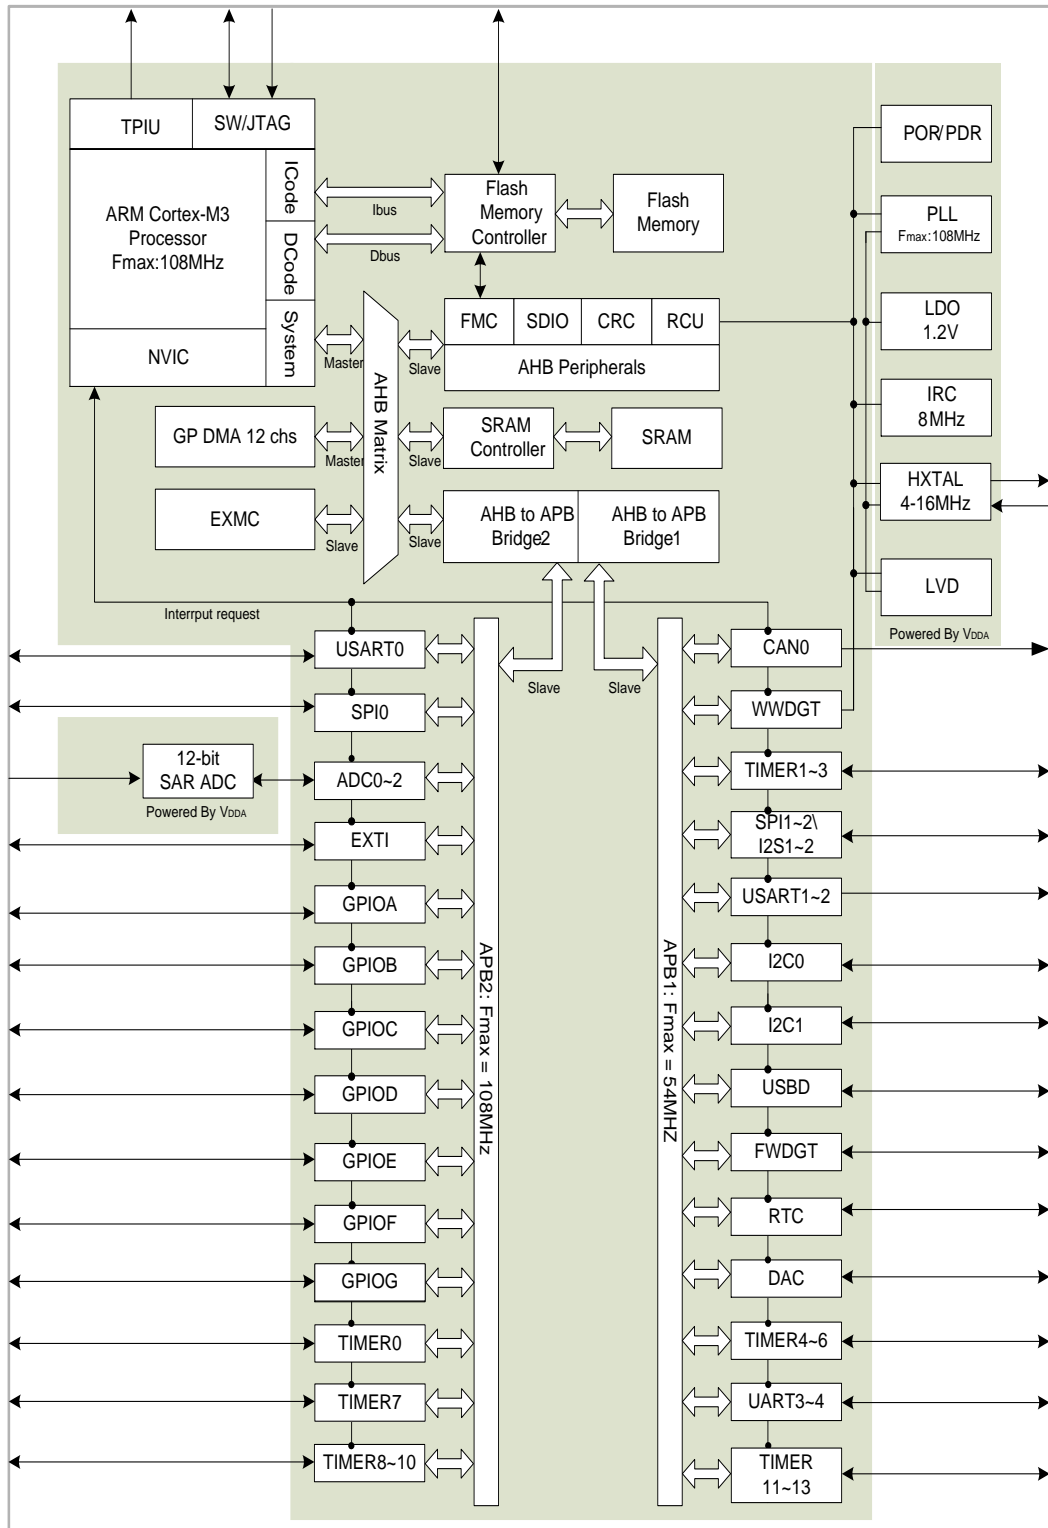 TPIU
SW/JTAG
POR/PDR
ARM Cortex-M3
Processor
Fmax:108MHz
ICode
DCode
System
NVIC
Ibus
Dbus
Flash
Memory
Controller
Flash
Memory
PLL
Fmax:108MHz
FMC
SDIO
CRC
RCU
AHB Peripherals
LDO
1.2V
Master
Slave
AHB Matrix
IRC
8MHz
GP DMA 12 chs
Master
Slave
SRAM
Controller
SRAM
HXTAL
4-16MHz
EXMC
Slave
Slave
AHB to APB
Bridge2
AHB to APB
Bridge1
LVD
Powered By VDDA
Interrput request
Slave
Slave
USART0
SPI0
12-bit
SAR ADC
Powered By VDDA
ADC0~2
EXTI
GPIOA
GPIOB
GPIOC
GPIOD
GPIOE
GPIOF
GPIOG
TIMER0
TIMER7
TIMER8~10
APB2: Fmax = 108MHz
APB1: Fmax = 54MHZ
CAN0
WWDGT
TIMER1~3
SPI1~2\
I2S1~2
USART1~2
I2C0
I2C1
USBD
FWDGT
RTC
DAC
TIMER4~6
UART3~4
TIMER
11~13